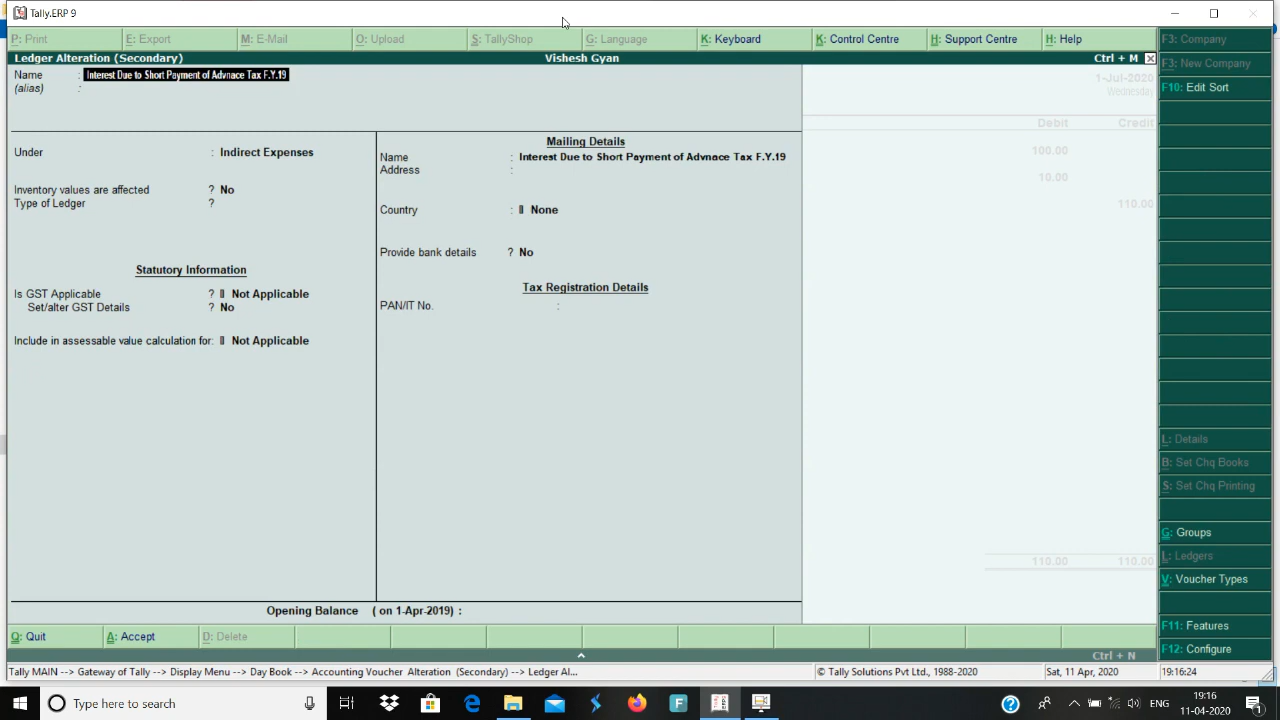 Tally.ERP 9
P: Print
E: Export
M: E-Mail
O: Upload
S: TallyShop
G: Language
K: Keyboard
K: Control Centre
H: Support Centre
H: Help
Ledger Alteration (Secondary)
Vishesh Gyan
Ctrl + M
Name : Interest Due to Short Payment of Advnace Tax F.Y.19
(alias) :
Under : Indirect Expenses
Inventory values are affected ? No
Type of Ledger ?
Statutory Information
Is GST Applicable ? Not Applicable
Set/alter GST Details ? No
Include in assessable value calculation for: Not Applicable
Mailing Details
Name : Interest Due to Short Payment of Advnace Tax F.Y.19
Address :
Country : None
Provide bank details ? No
Tax Registration Details
PAN/IT No. :
Opening Balance ( on 1-Apr-2019) :
1-Jul-2020
Wednesday
Debit Credit
100.00
10.00
110.00
110.00 110.00
F3: Company
F3: New Company
F10: Edit Sort
L: Details
B: Set Chq Books
S: Set Chq Printing
G: Groups
L: Ledgers
V: Voucher Types
F11: Features
F12: Configure
Q: Quit
A: Accept
D: Delete
Ctrl + N
Tally MAIN --> Gateway of Tally --> Display Menu --> Day Book --> Accounting Voucher Alteration (Secondary) --> Ledger Al...
© Tally Solutions Pvt Ltd., 1988-2020
Sat, 11 Apr, 2020
19:16:24
Type here to search
ENG
19:16
11-04-2020